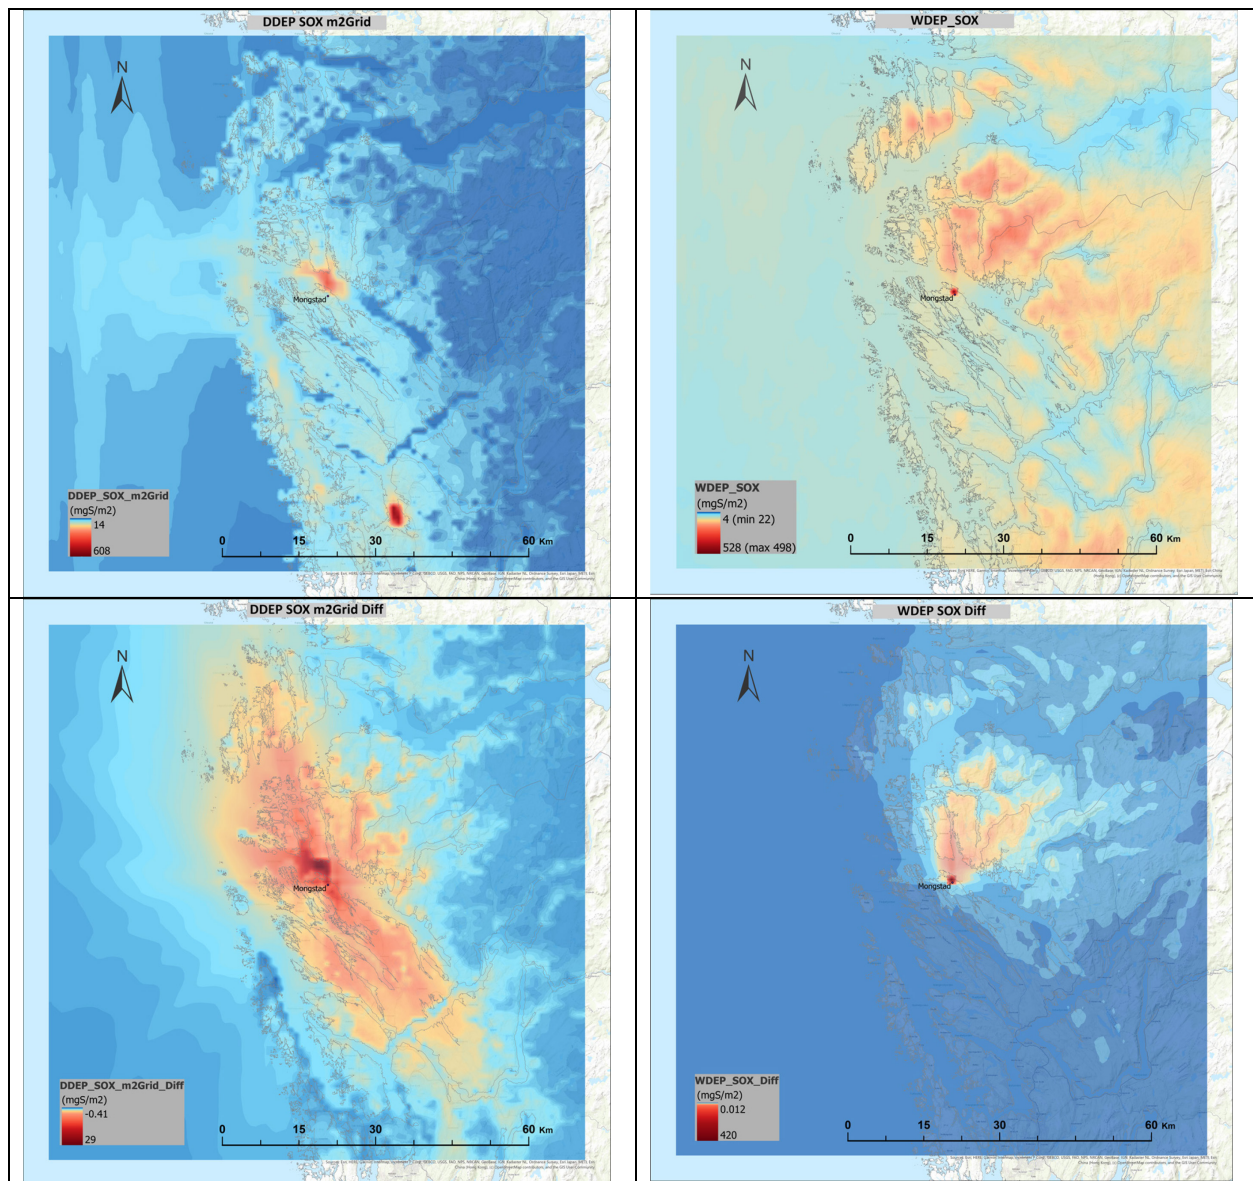 DDEP SOX m2Grid
N
Mongstad
DDEP_SOX_m2Grid
(mgS/m2)
14
608
0 15 30 60 Km
WDEP_SOX
N
Mongstad
WDEP_SOX
(mgS/m2)
4 (min 22)
528 (max 498)
0 15 30 60 Km
DDEP SOX m2Grid Diff
N
Mongstad
DDEP_SOX_m2Grid_Diff
(mgS/m2)
-0.41
29
0 15 30 60 Km
WDEP SOX Diff
N
Mongstad
WDEP_SOX_Diff
(mgS/m2)
0.012
420
0 15 30 60 Km